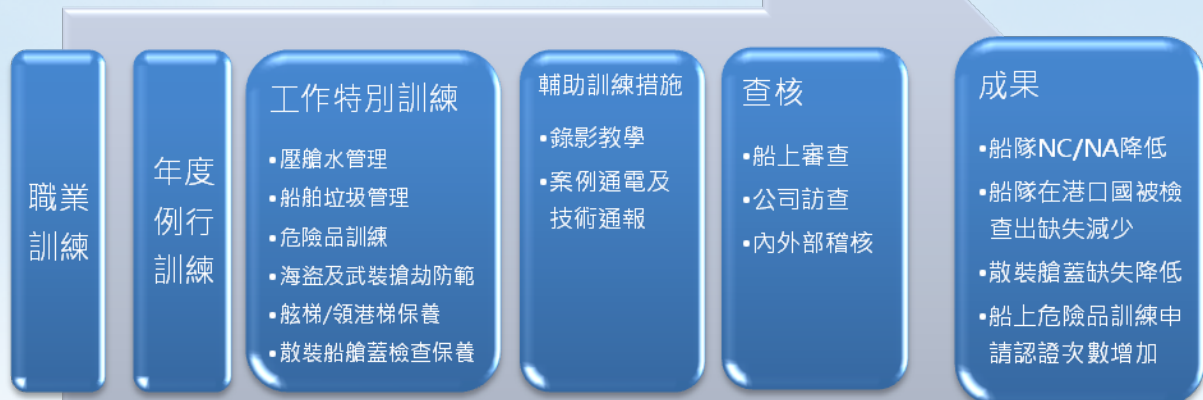 職業
訓練
年度
例行
訓練
工作特別訓練
•壓艙水管理
•船舶垃圾管理
•危險品訓練
•海盜及武裝搶劫防範
•舷梯/領港梯保養
•散裝船艙蓋檢查保養
輔助訓練措施
•錄影教學
•案例通電及
技術通報
查核
•船上審查
•公司訪查
•內外部稽核
成果
•船隊NC/NA降低
•船隊在港口國被檢
查出缺失減少
•散裝艙蓋缺失降低
•船上危險品訓練申
請認證次數增加